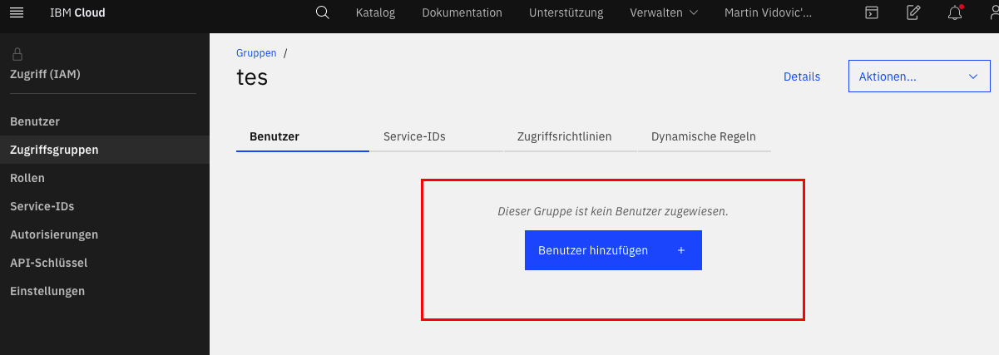 IBM Cloud
Katalog
Dokumentation
Unterstützung
Verwalten
Martin Vidovic's...
Zugriff (IAM)
Benutzer
Zugriffsgruppen
Rollen
Service-IDs
Autorisierungen
API-Schlüssel
Einstellungen
Gruppen /
tes
Details
Aktionen...
Benutzer
Service-IDs
Zugriffsrichtlinien
Dynamische Regeln
Dieser Gruppe ist kein Benutzer zugewiesen.
Benutzer hinzufügen +